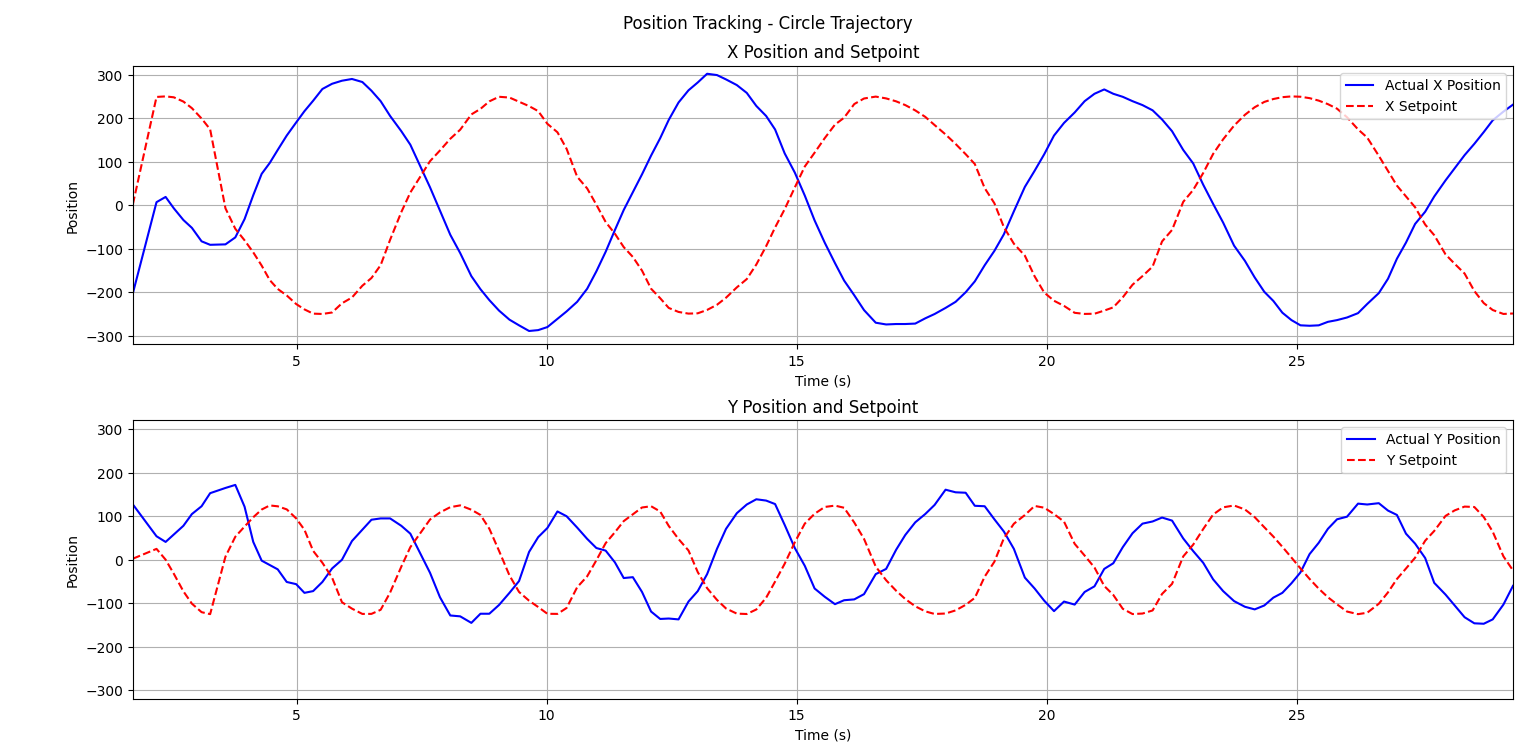 Position Tracking - Circle Trajectory
X Position and Setpoint
Actual X Position
X Setpoint
300
200
100
0
−100
−200
−300
Position
5
10
15
20
25
Time (s)
Y Position and Setpoint
Actual Y Position
Y Setpoint
300
200
100
0
−100
−200
−300
Position
5
10
15
20
25
Time (s)